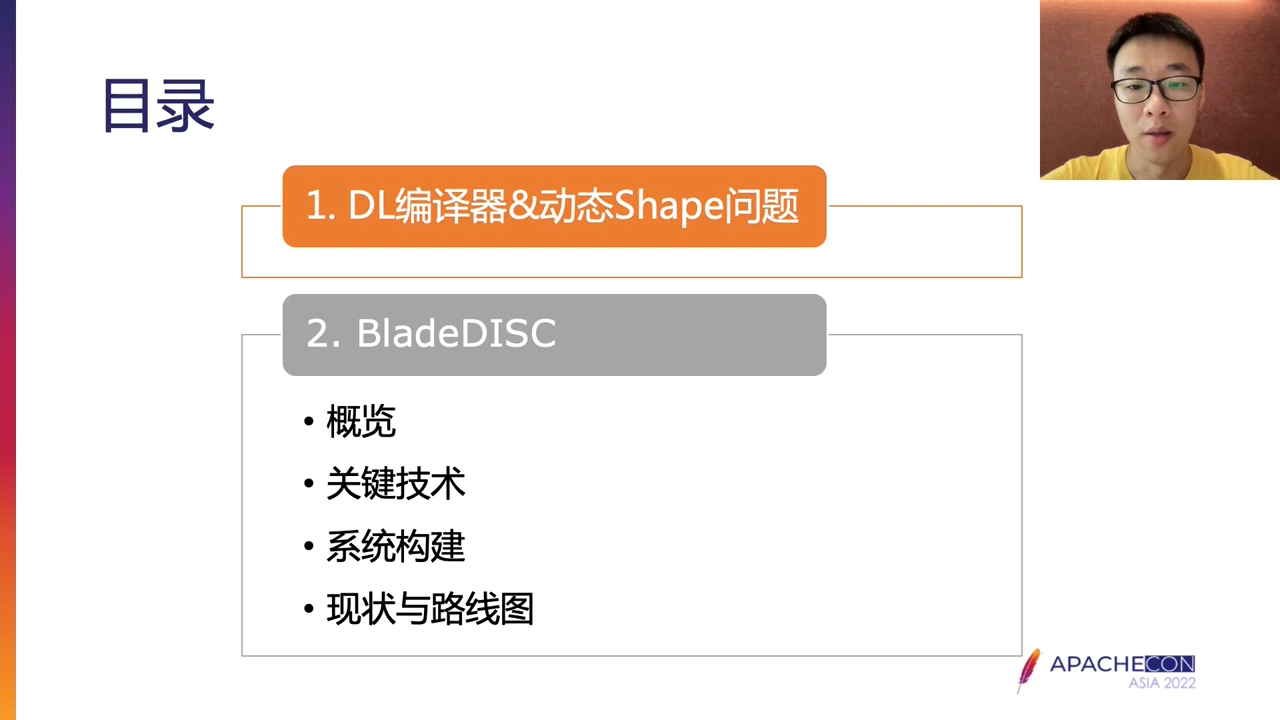 目录
1. DL编译器&动态Shape问题
2. BladeDISC
• 概览
• 关键技术
• 系统构建
• 现状与路线图
APACHECON
ASIA 2022